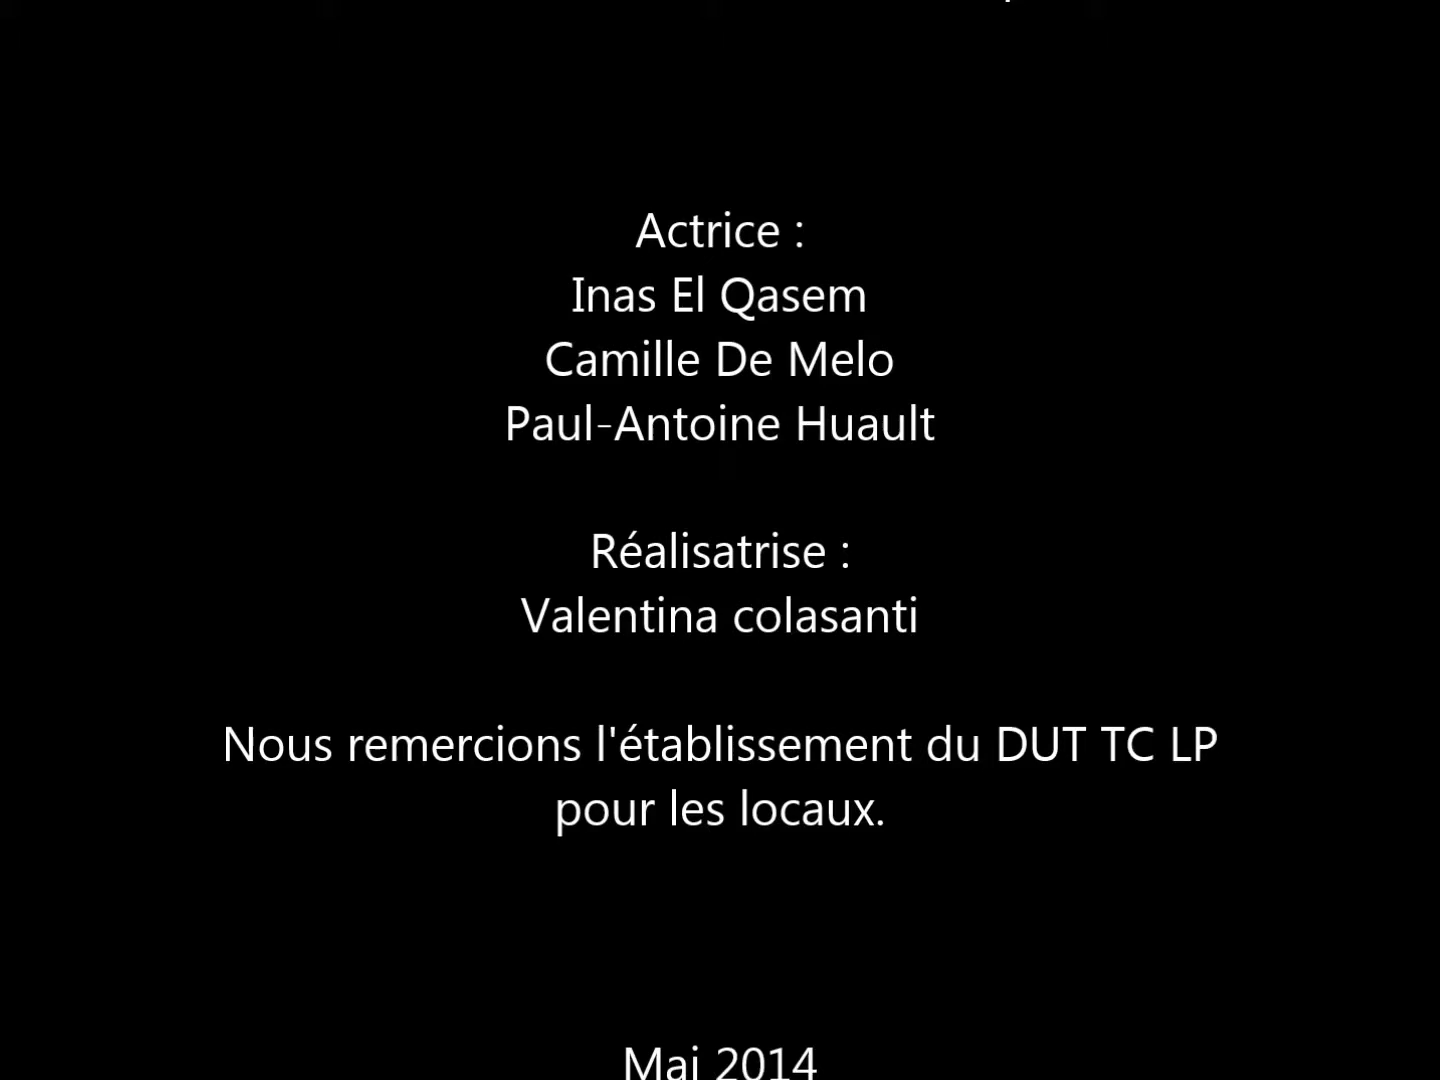 Actrice :
Inas El Qasem
Camille De Melo
Paul-Antoine Huault
Réalisatrise :
Valentina colasanti
Nous remercions l'établissement du DUT TC LP
pour les locaux.
Mai 2014